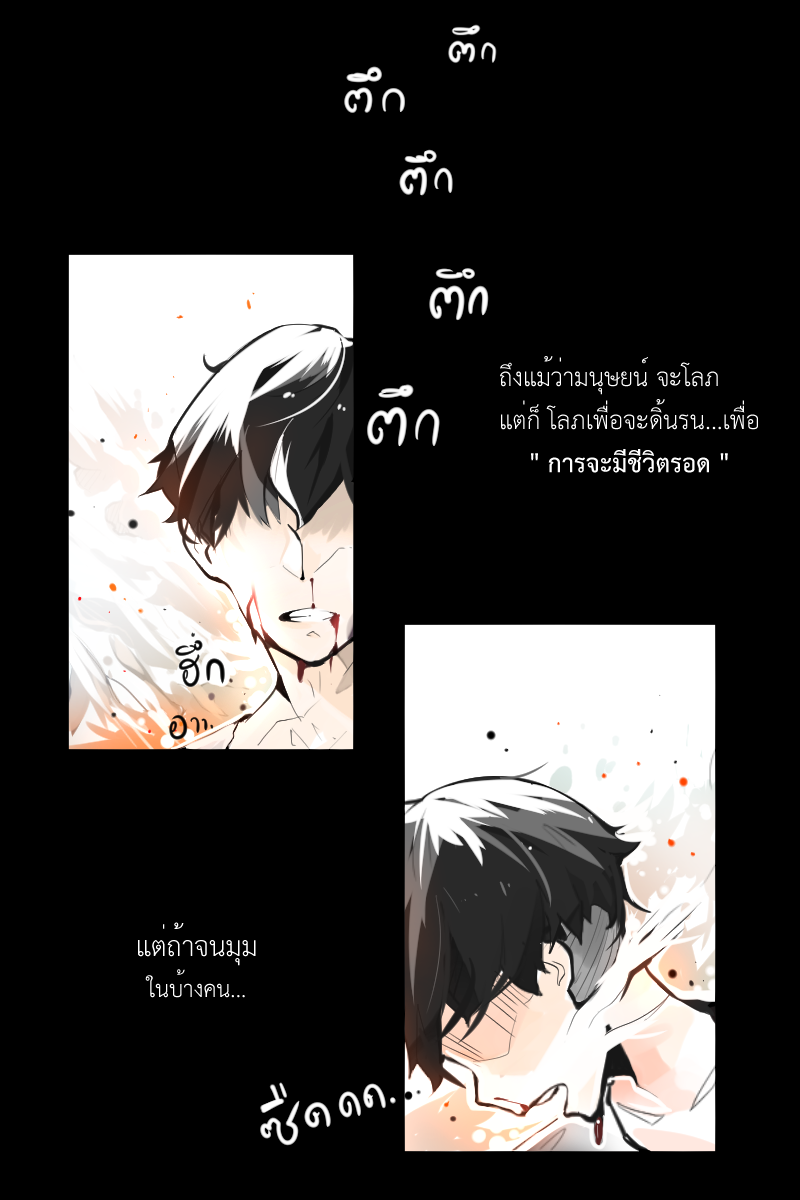 ตึก
ตึก
ตึก
ตึก
ตึก
ถึงแม้ว่ามนุษยน์ จะโลภ
แต่ก็ โลภเพื่อจะดิ้นรน...เพื่อ
" การจะมีชีวิตรอด "
ฮึก.
อาา.
แต่ถ้าจนมุม
ในบ้างคน...
ซืดดด....